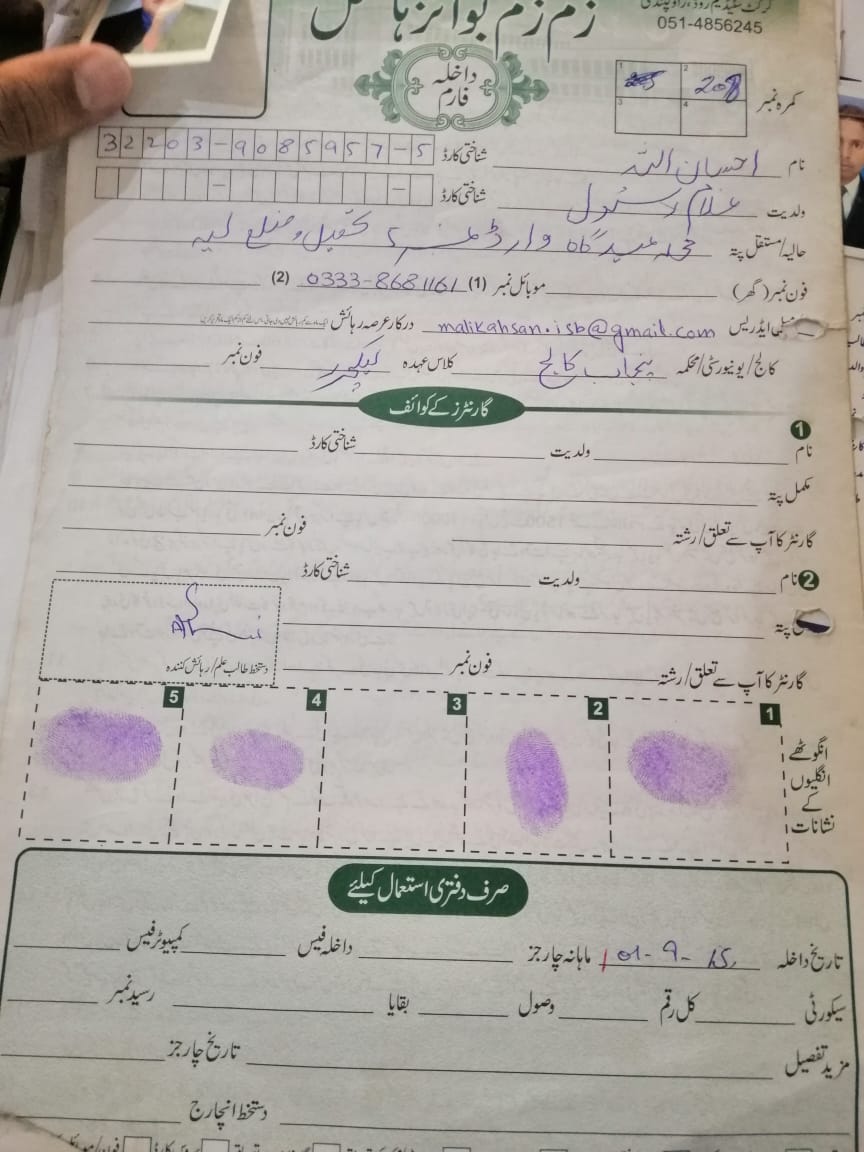 کرکٹ سٹیڈیم روڈ، راولپنڈی
051-4856245
زم زم بوائز ہاسٹل
داخلہ فارم
کمرہ نمبر 1 2 208 3 4
نام احسان اللہ شناختی کارڈ 32203-9085957-5
ولدیت غلام رسول شناختی کارڈ
حالیہ/مستقل پتہ محلہ عیدگاہ وارڈ نمبر تحصیل و ضلع لیہ
فون نمبر (گھر) موبائل نمبر (1) 0333-8681161 (2)
ایڈریس malikahsan.isb@gmail.com درکار عرصہ رہائش
کالج/یونیورسٹی/محکمہ پنجاب کالج کلاس عہدہ لیکچرر فون نمبر
گارنٹرز کے کوائف
1 نام ولدیت شناختی کارڈ
مکمل پتہ
گارنٹر کا آپ سے تعلق/رشتہ فون نمبر
2 نام ولدیت شناختی کارڈ
پتہ
گارنٹر کا آپ سے تعلق/رشتہ فون نمبر
دستخط طالب علم/رہائش کنندہ
انگوٹھے انگلیوں کے نشانات 1 2 3 4 5
صرف دفتری استعمال کیلئے
تاریخ داخلہ 01-9-15 ماہانہ چارجز داخلہ فیس کمپیوٹر فیس
سیکورٹی کل رقم وصول بقایا رسید نمبر
مزید تفصیل تاریخ چارجز
دستخط انچارج